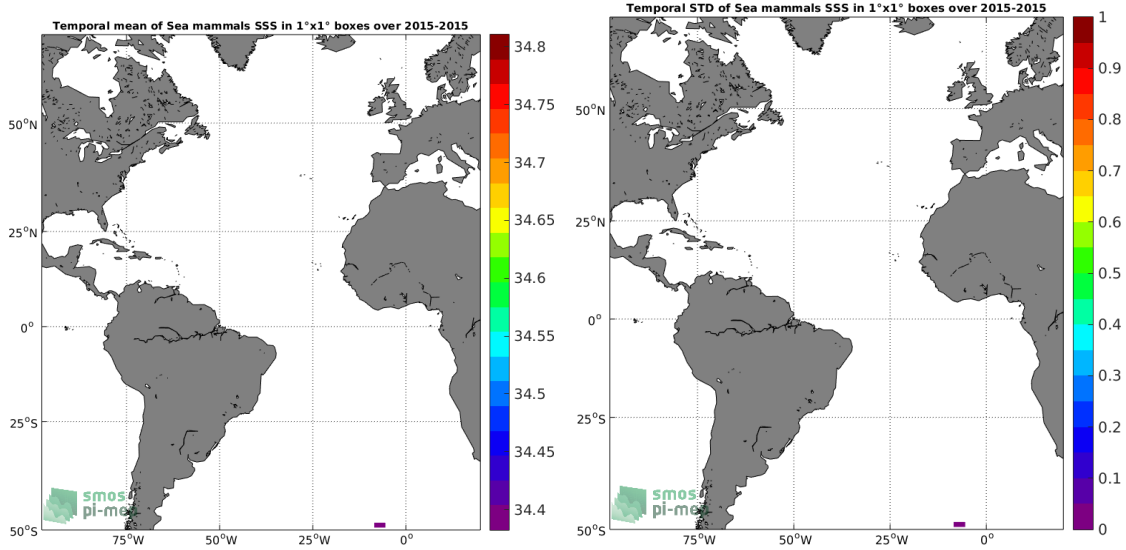 Temporal mean of Sea mammals SSS in 1°x1° boxes over 2015-2015
50°N
25°N
0°
25°S
50°S
75°W
50°W
25°W
0°
34.8
34.75
34.7
34.65
34.6
34.55
34.5
34.45
34.4
smos
pi-mep
Temporal STD of Sea mammals SSS in 1°x1° boxes over 2015-2015
50°N
25°N
0°
25°S
50°S
75°W
50°W
25°W
0°
1
0.9
0.8
0.7
0.6
0.5
0.4
0.3
0.2
0.1
0
smos
pi-mep